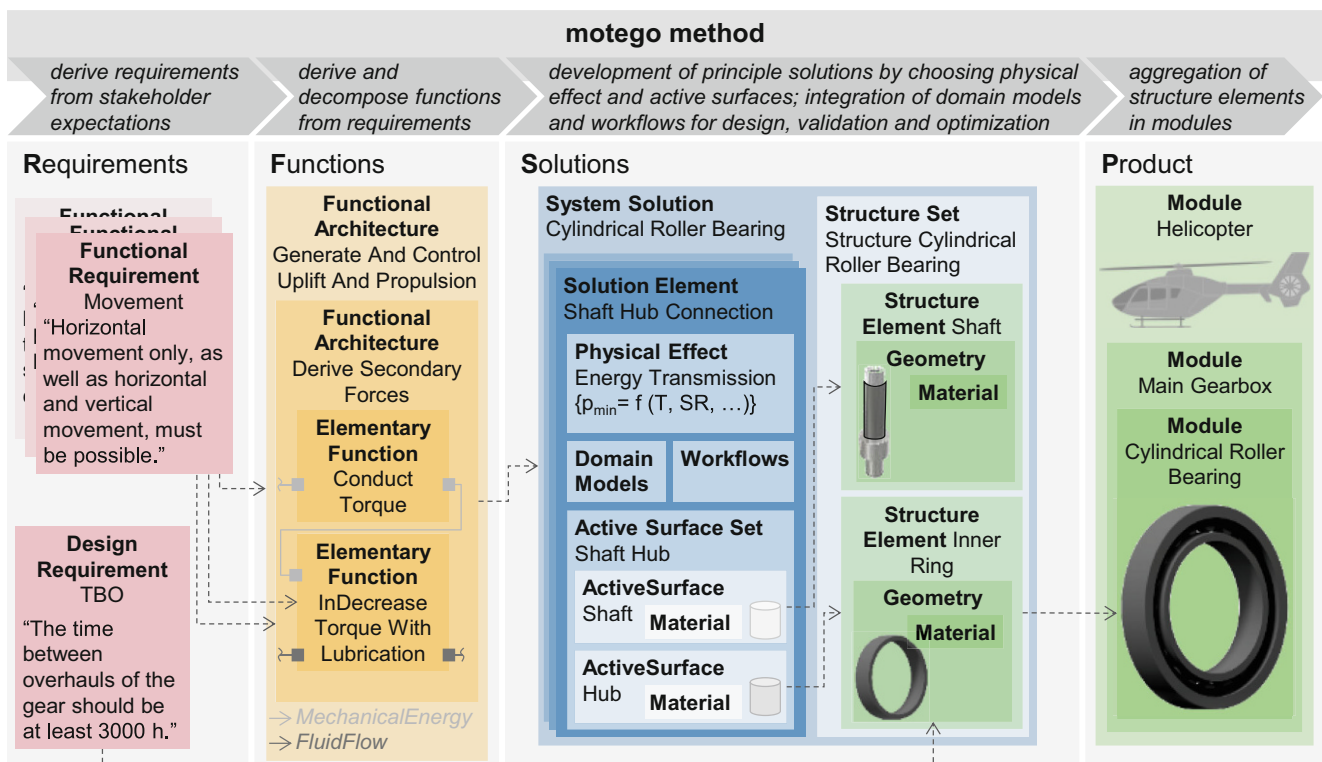 motego method
derive requirements
from stakeholder
expectations
derive and
decompose functions
from requirements
development of principle solutions by choosing physical
effect and active surfaces; integration of domain models
and workflows for design, validation and optimization
aggregation of
structure elements
in modules
Requirements
Functional
Functional
Functional
Requirement
Movement
“Horizontal
movement only, as
well as horizontal
and vertical
movement, must
be possible.”
Design
Requirement
TBO
“The time
between
overhauls of the
gear should be
at least 3000 h.”
Functions
Functional
Architecture
Generate And Control
Uplift And Propulsion
Functional
Architecture
Derive Secondary
Forces
Elementary
Function
Conduct
Torque
Elementary
Function
InDecrease
Torque With
Lubrication
MechanicalEnergy
FluidFlow
Solutions
System Solution
Cylindrical Roller Bearing
Solution Element
Shaft Hub Connection
Physical Effect
Energy Transmission
{pmin= f (T, SR, …)}
Domain
Models
Workflows
Active Surface Set
Shaft Hub
ActiveSurface
Shaft
Material
ActiveSurface
Hub
Material
Structure Set
Structure Cylindrical
Roller Bearing
Structure
Element Shaft
Geometry
Material
Structure
Element Inner
Ring
Geometry
Material
Product
Module
Helicopter
Module
Main Gearbox
Module
Cylindrical Roller
Bearing